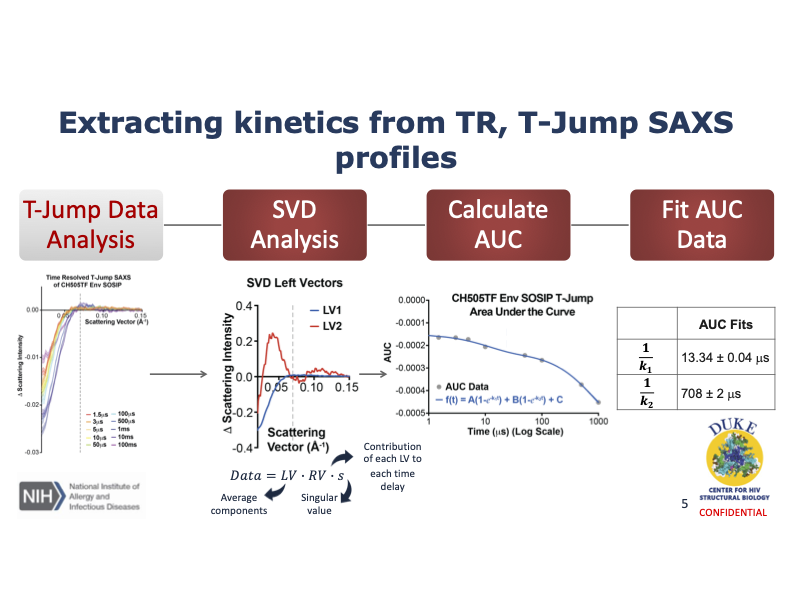 Extracting kinetics from TR, T-Jump SAXS
profiles
T-Jump Data
Analysis
SVD
Analysis
Calculate
AUC
Fit AUC
Data
Time Resolved T-Jump SAXS
of CH505TF Env SOSIP
0.00
-0.01
-0.02
-0.03
0.05
0.10
0.15
Scattering Vector (Å⁻¹)
Δ Scattering Intensity
1.5μs
3μs
5μs
10μs
50μs
100μs
500μs
1ms
10ms
100ms
SVD Left Vectors
0.4
0.2
0.0
-0.2
-0.4
Δ Scattering Intensity
LV1
LV2
0.05
0.10
0.15
Scattering
Vector (Å⁻¹)
Data = LV · RV · s
Average
components
Singular
value
Contribution
of each LV to
each time
delay
CH505TF Env SOSIP T-Jump
Area Under the Curve
0.0000
-0.0001
-0.0002
-0.0003
-0.0004
-0.0005
AUC
AUC Data
f(t) = A(1-e^-k₁t) + B(1-e^-k₂t) + C
1
10
100
1000
Time (μs) (Log Scale)
AUC Fits
1/k₁ 13.34 ± 0.04 μs
1/k₂ 708 ± 2 μs
NIH
National Institute of
Allergy and
Infectious Diseases
DUKE
CENTER FOR HIV
STRUCTURAL BIOLOGY
5
CONFIDENTIAL